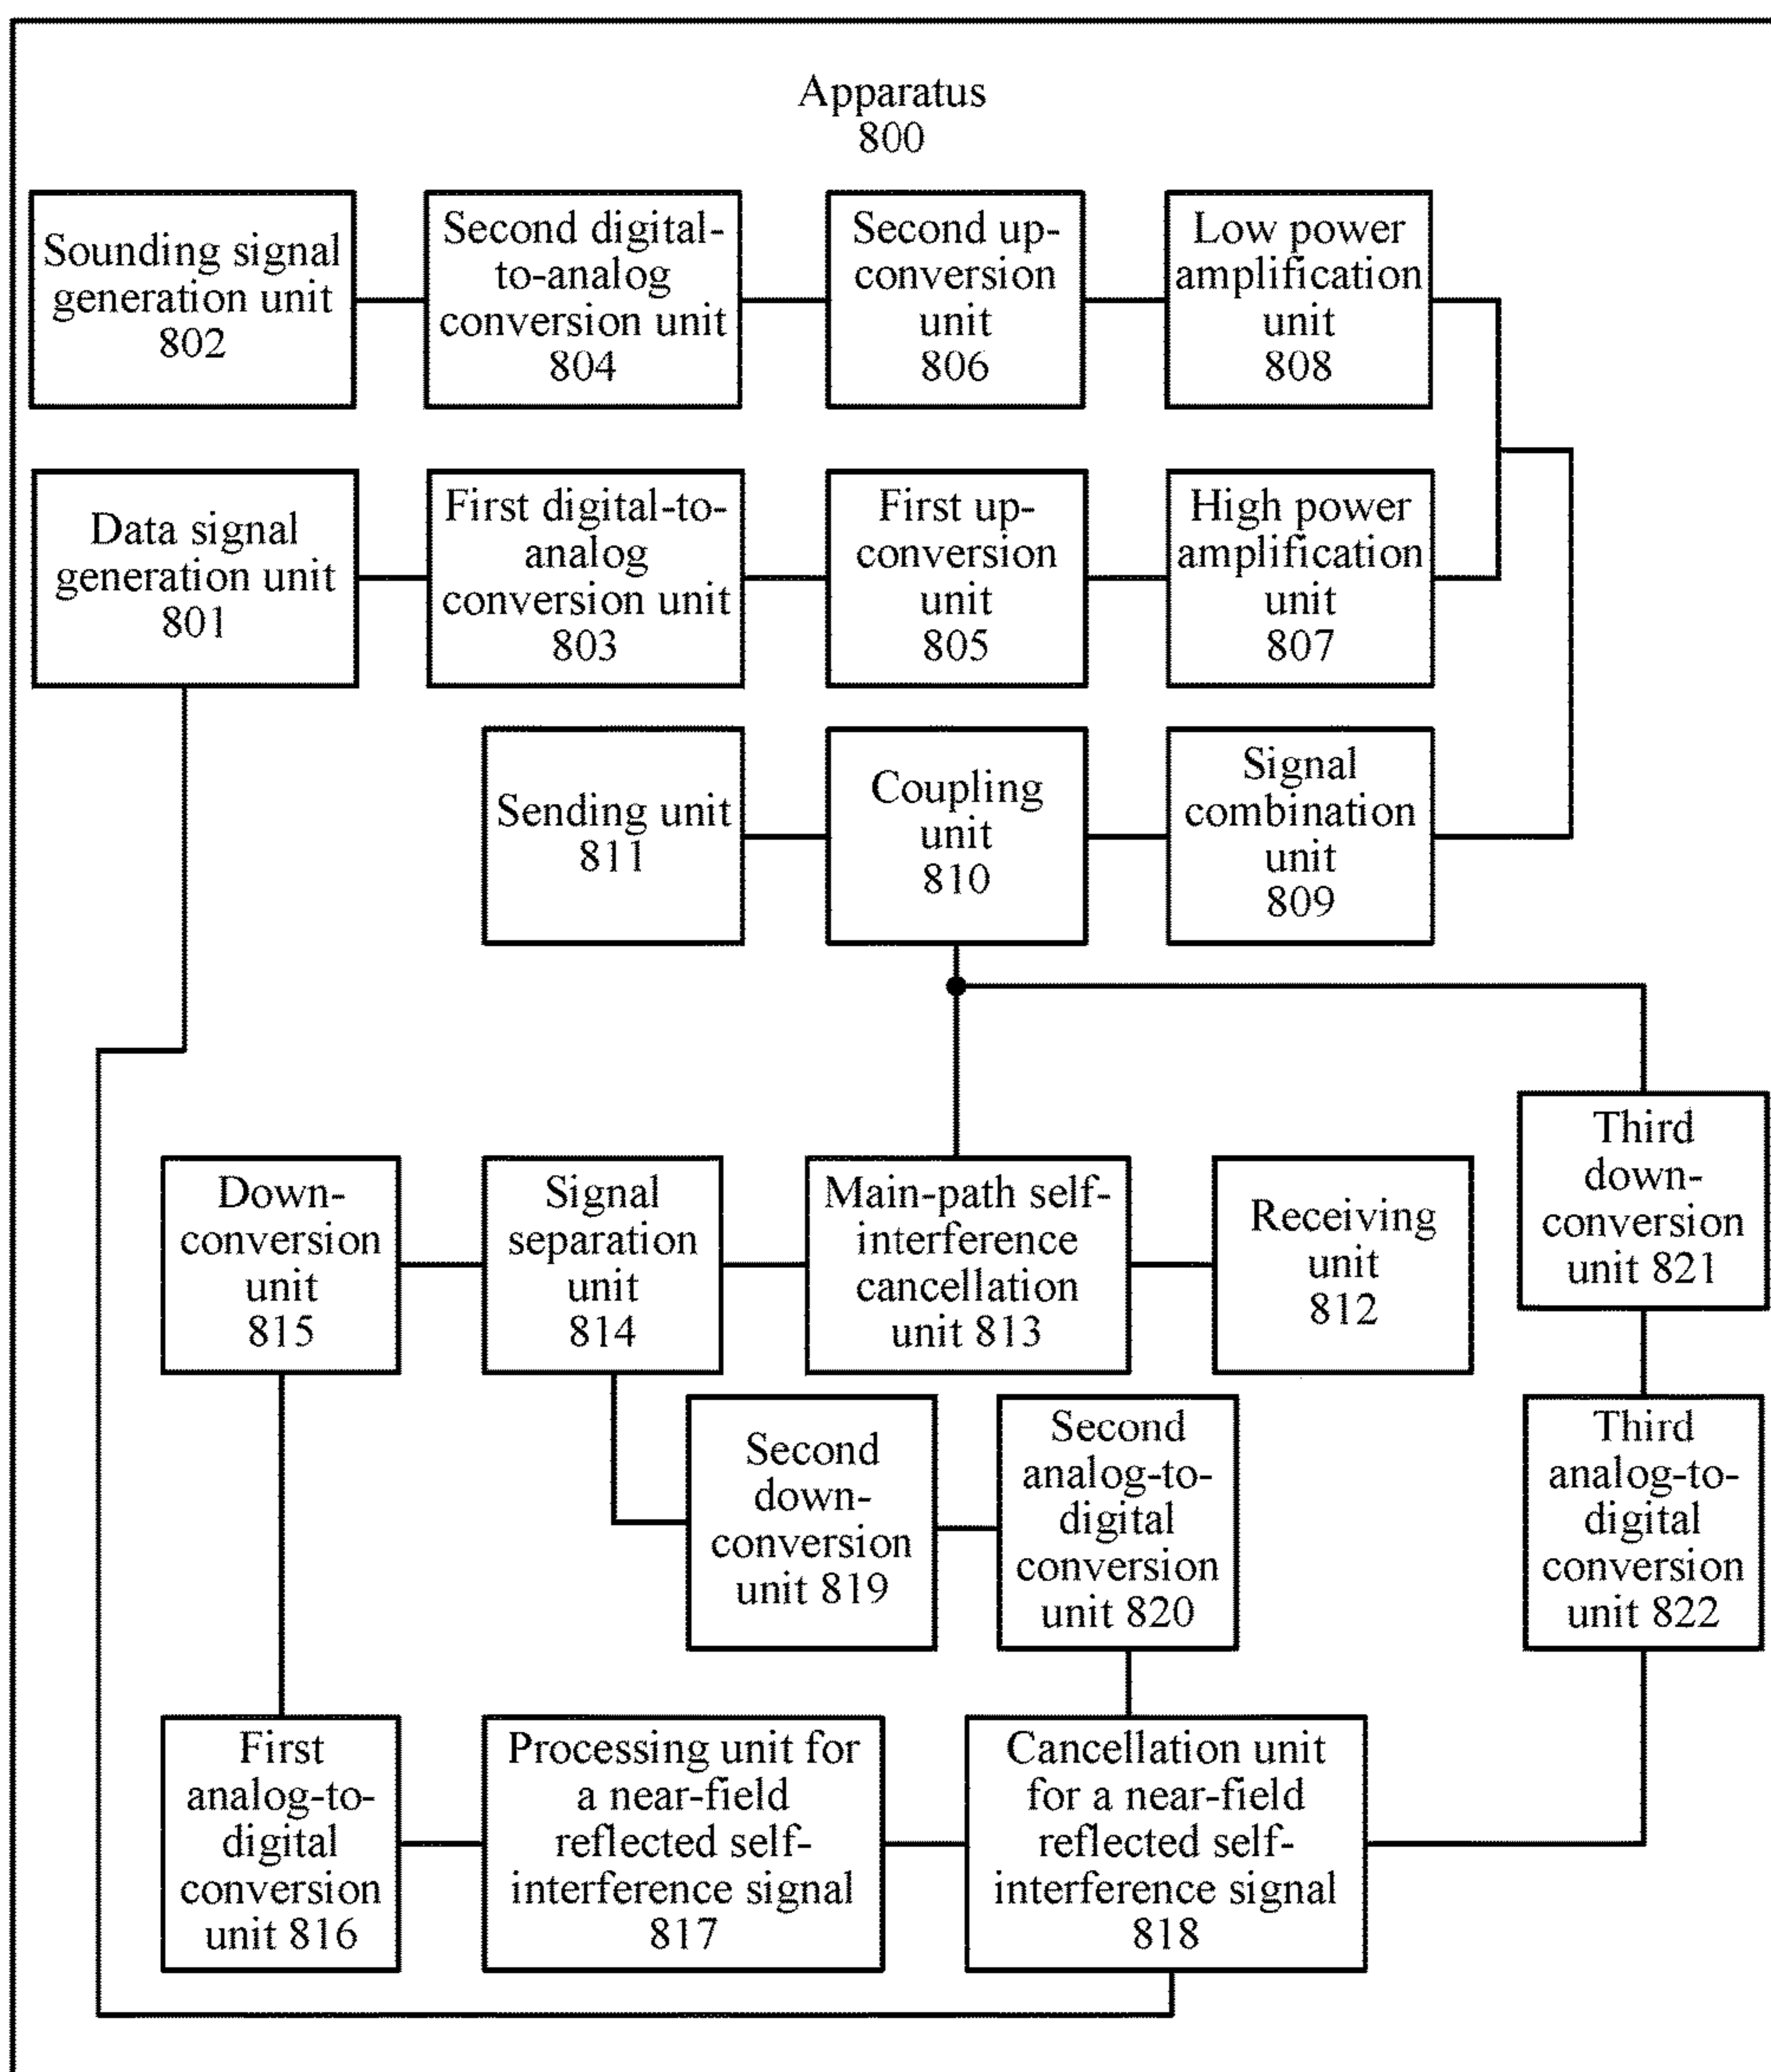 Apparatus
800
Sounding signal
generation unit
802
Second digital-
to-analog
conversion unit
804
Second up-
conversion
unit
806
Low power
amplification
unit
808
Data signal
generation unit
801
First digital-to-
analog
conversion unit
803
First up-
conversion
unit
805
High power
amplification
unit
807
Sending unit
811
Coupling
unit
810
Signal
combination
unit
809
Third
down-
conversion
unit 821
Down-
conversion
unit
815
Signal
separation
unit
814
Main-path self-
interference
cancellation
unit 813
Receiving
unit
812
Second
down-
conversion
unit 819
Second
analog-to-
digital
conversion
unit 820
Third
analog-to-
digital
conversion
unit 822
First
analog-to-
digital
conversion
unit 816
Processing unit for
a near-field
reflected self-
interference signal
817
Cancellation unit
for a near-field
reflected self-
interference signal
818